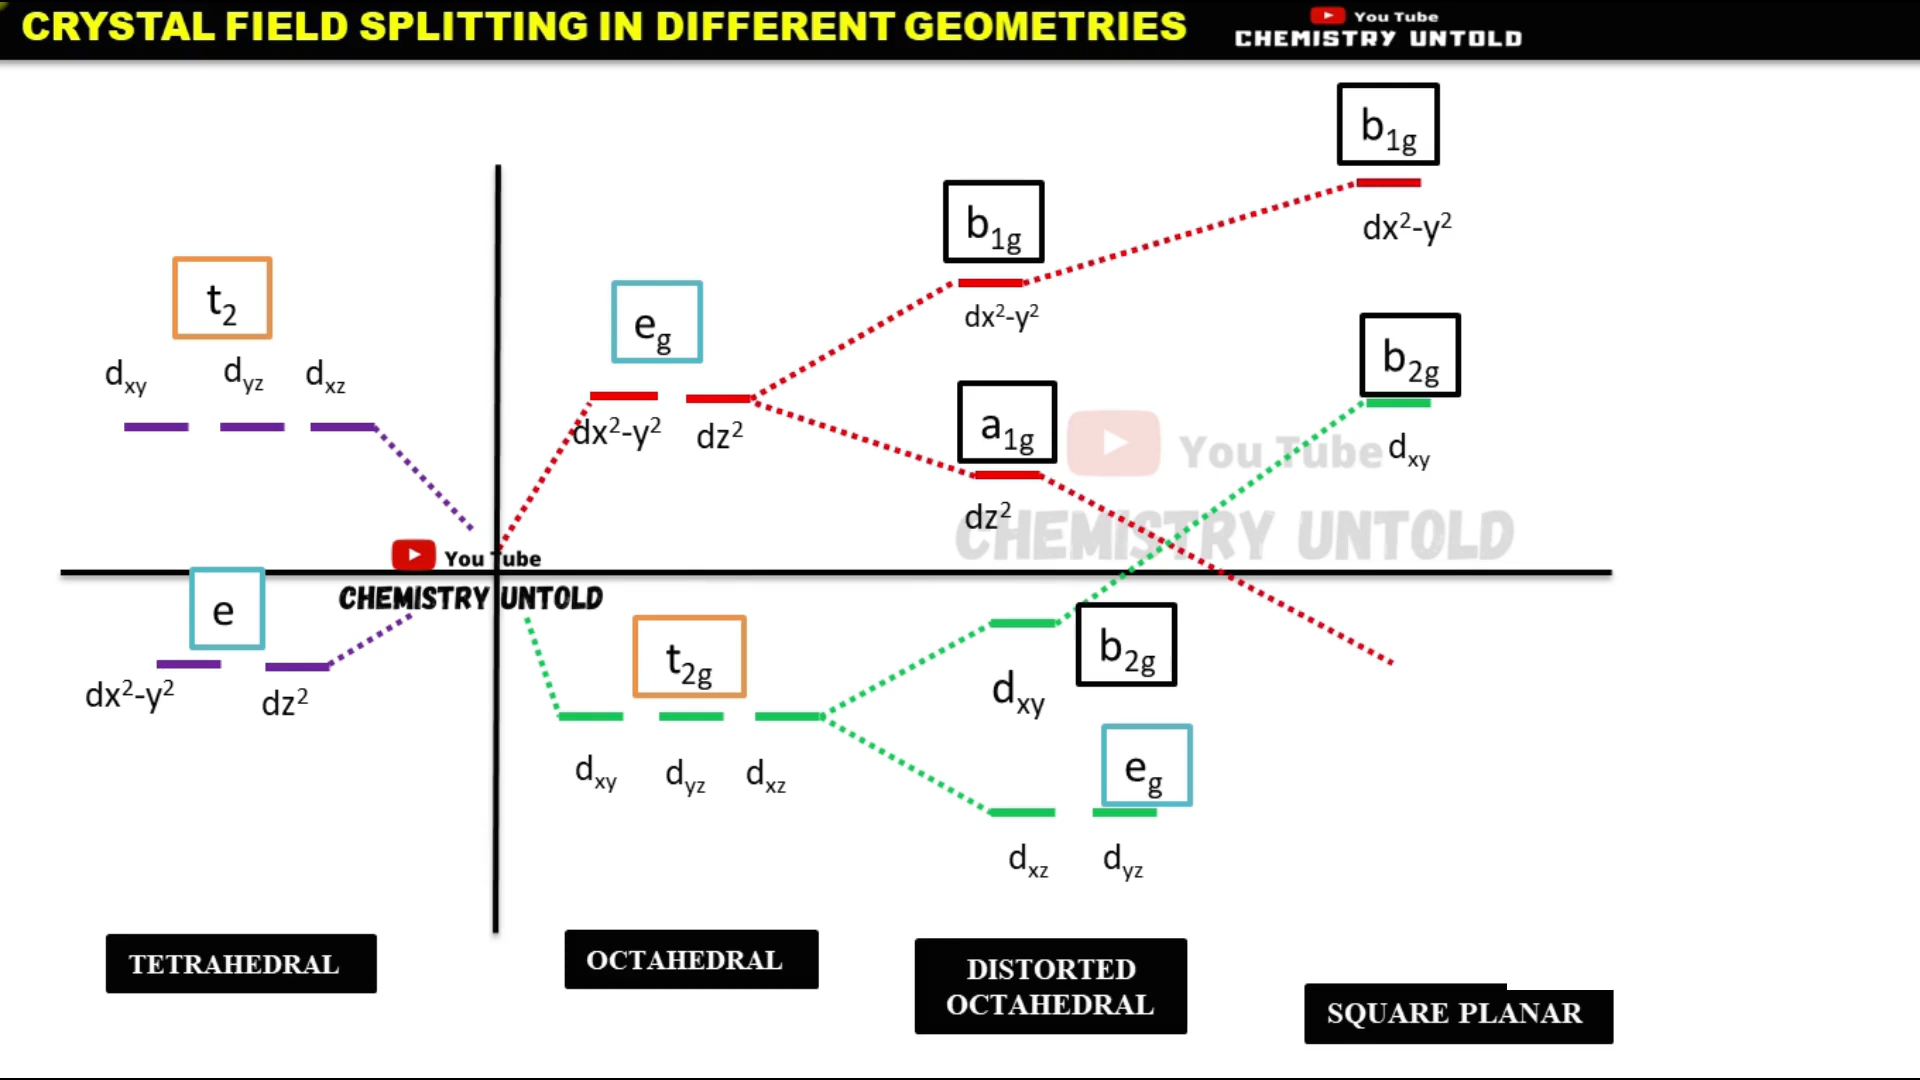 CRYSTAL FIELD SPLITTING IN DIFFERENT GEOMETRIES
You Tube
CHEMISTRY UNTOLD
b1g
dx²-y²
b1g
dx²-y²
t2
dxy dyz dxz
eg
dx²-y² dz²
b2g
dxy
a1g
dz²
You Tube
CHEMISTRY UNTOLD
You Tube
CHEMISTRY UNTOLD
e
dx²-y² dz²
t2g
dxy dyz dxz
b2g
dxy
eg
dxz dyz
TETRAHEDRAL
OCTAHEDRAL
DISTORTED
OCTAHEDRAL
SQUARE PLANAR